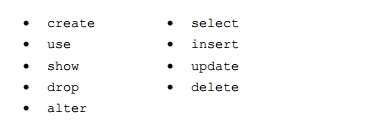 • create
• use
• show
• drop
• alter
• select
• insert
• update
• delete